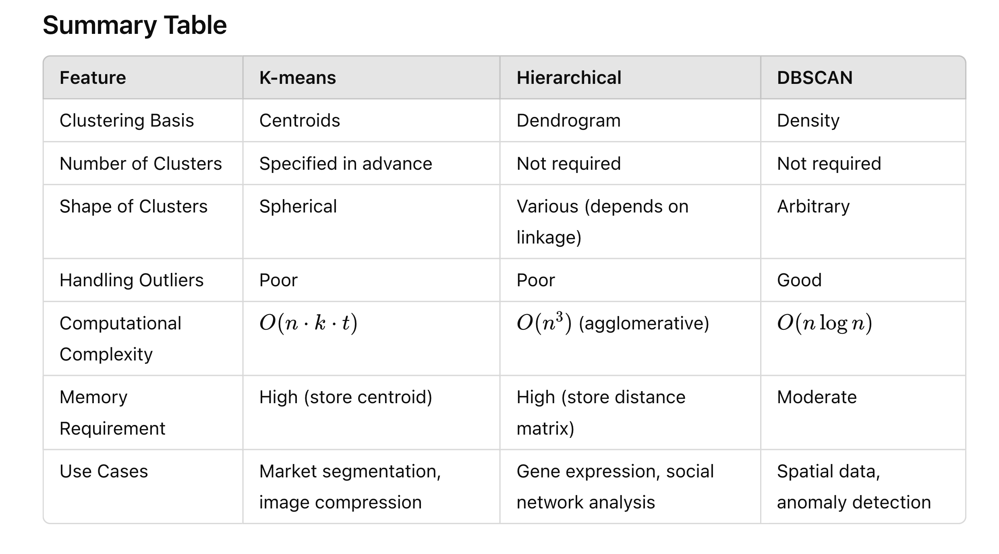 Summary Table
Feature K-means Hierarchical DBSCAN
Clustering Basis Centroids Dendrogram Density
Number of Clusters Specified in advance Not required Not required
Shape of Clusters Spherical Various (depends on Arbitrary
linkage)
Handling Outliers Poor Poor Good
Computational O(n · k · t) O(n³) (agglomerative) O(n log n)
Complexity
Memory High (store centroid) High (store distance Moderate
Requirement matrix)
Use Cases Market segmentation, Gene expression, social Spatial data,
image compression network analysis anomaly detection